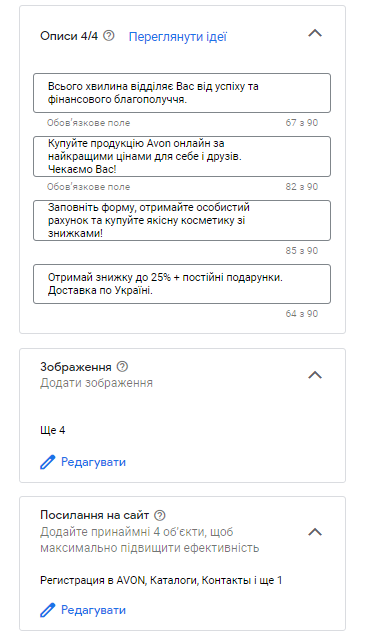 Описи 4/4 Переглянути ідеї
Всього хвилина відділяє Вас від успіху та
фінансового благополуччя.
Обов'язкове поле 67 з 90
Купуйте продукцію Avon онлайн за
найкращими цінами для себе і друзів.
Чекаємо Вас!
Обов'язкове поле 82 з 90
Заповніть форму, отримайте особистий
рахунок та купуйте якісну косметику зі
знижками!
85 з 90
Отримай знижку до 25% + постійні подарунки.
Доставка по Україні.
64 з 90
Зображення
Додати зображення
Ще 4
Редагувати
Посилання на сайт
Додайте принаймні 4 об'єкти, щоб
максимально підвищити ефективність
Регистрация в AVON, Каталоги, Контакты і ще 1
Редагувати